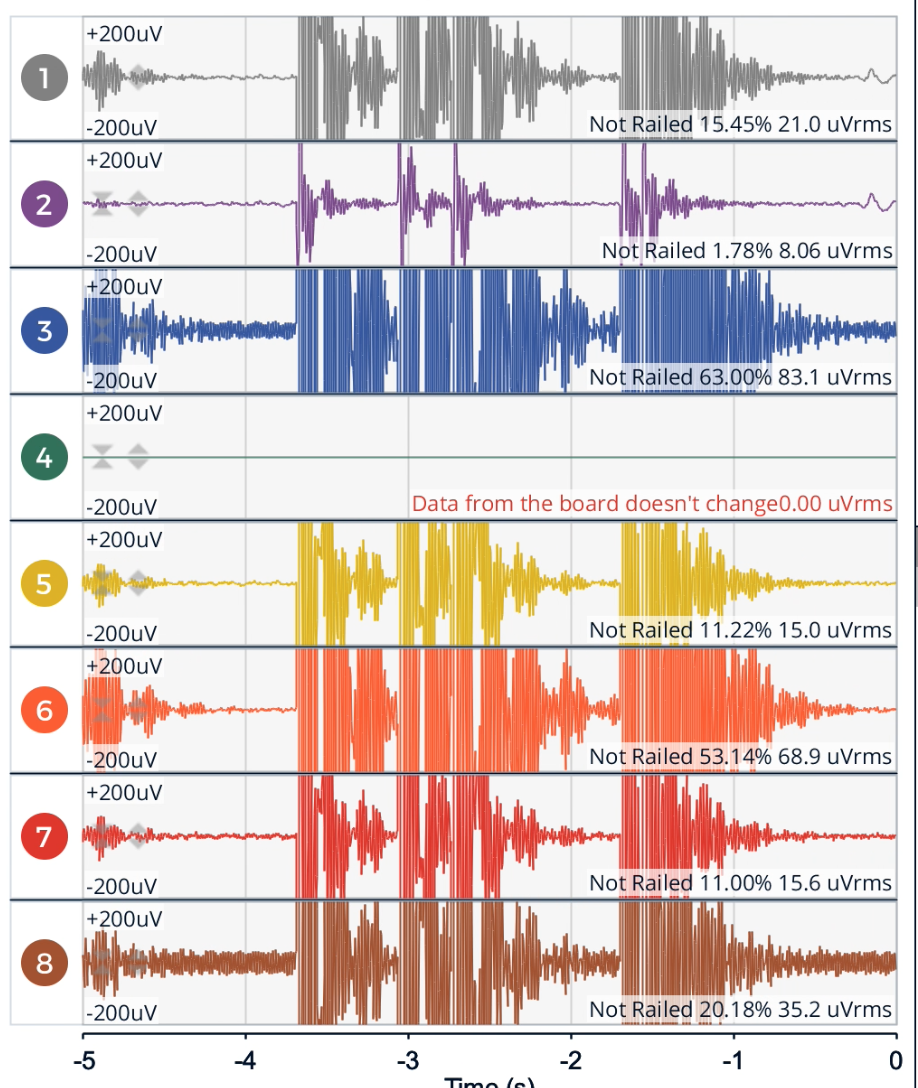 +200uV
1
-200uV
Not Railed 15.45% 21.0 uVrms
+200uV
2
-200uV
Not Railed 1.78% 8.06 uVrms
+200uV
3
-200uV
Not Railed 63.00% 83.1 uVrms
+200uV
4
-200uV
Data from the board doesn't change0.00 uVrms
+200uV
5
-200uV
Not Railed 11.22% 15.0 uVrms
+200uV
6
-200uV
Not Railed 53.14% 68.9 uVrms
+200uV
7
-200uV
Not Railed 11.00% 15.6 uVrms
+200uV
8
-200uV
Not Railed 20.18% 35.2 uVrms
-5 -4 -3 -2 -1 0
Time (s)